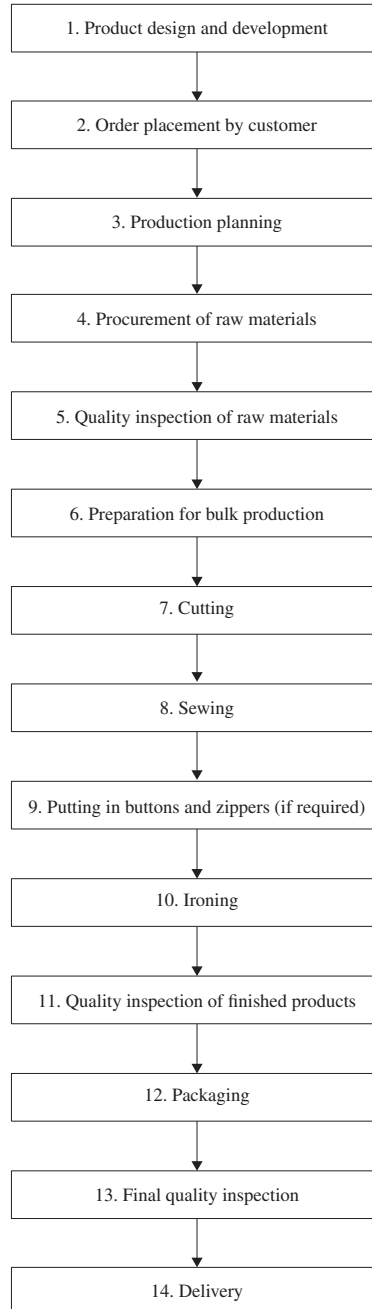 1. Product design and development
2. Order placement by customer
3. Production planning
4. Procurement of raw materials
5. Quality inspection of raw materials
6. Preparation for bulk production
7. Cutting
8. Sewing
9. Putting in buttons and zippers (if required)
10. Ironing
11. Quality inspection of finished products
12. Packaging
13. Final quality inspection
14. Delivery